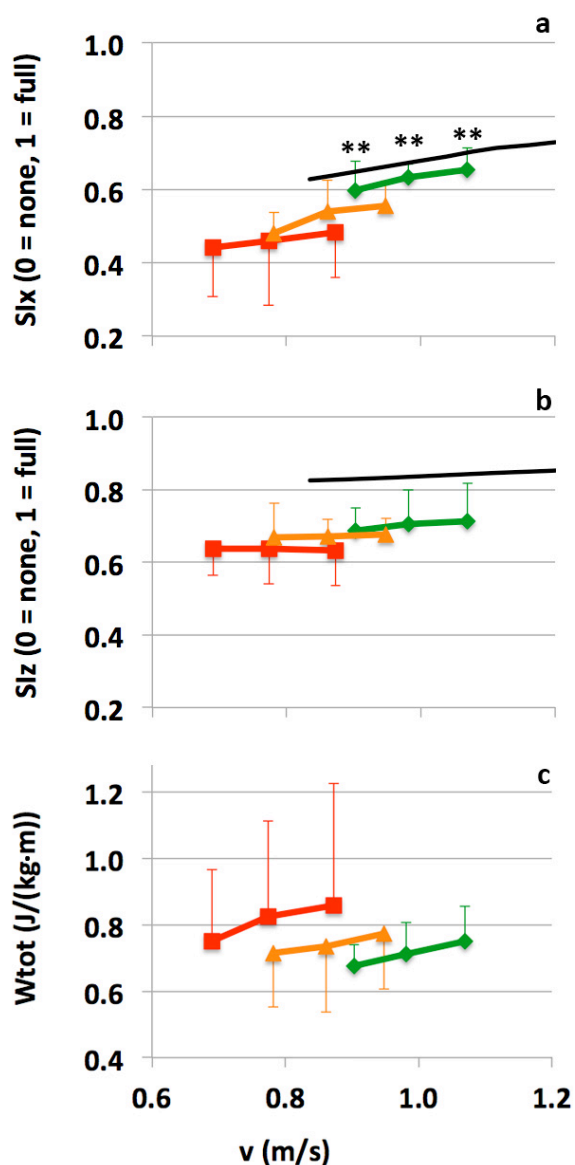 a
1.0
0.8
0.6
0.4
0.2
SIx (0 = none, 1 = full)
** ** **
b
1.0
0.8
0.6
0.4
0.2
SIz (0 = none, 1 = full)
c
1.2
1.0
0.8
0.6
0.4
Wtot (J/(kg·m))
0.6 0.8 1.0 1.2
v (m/s)